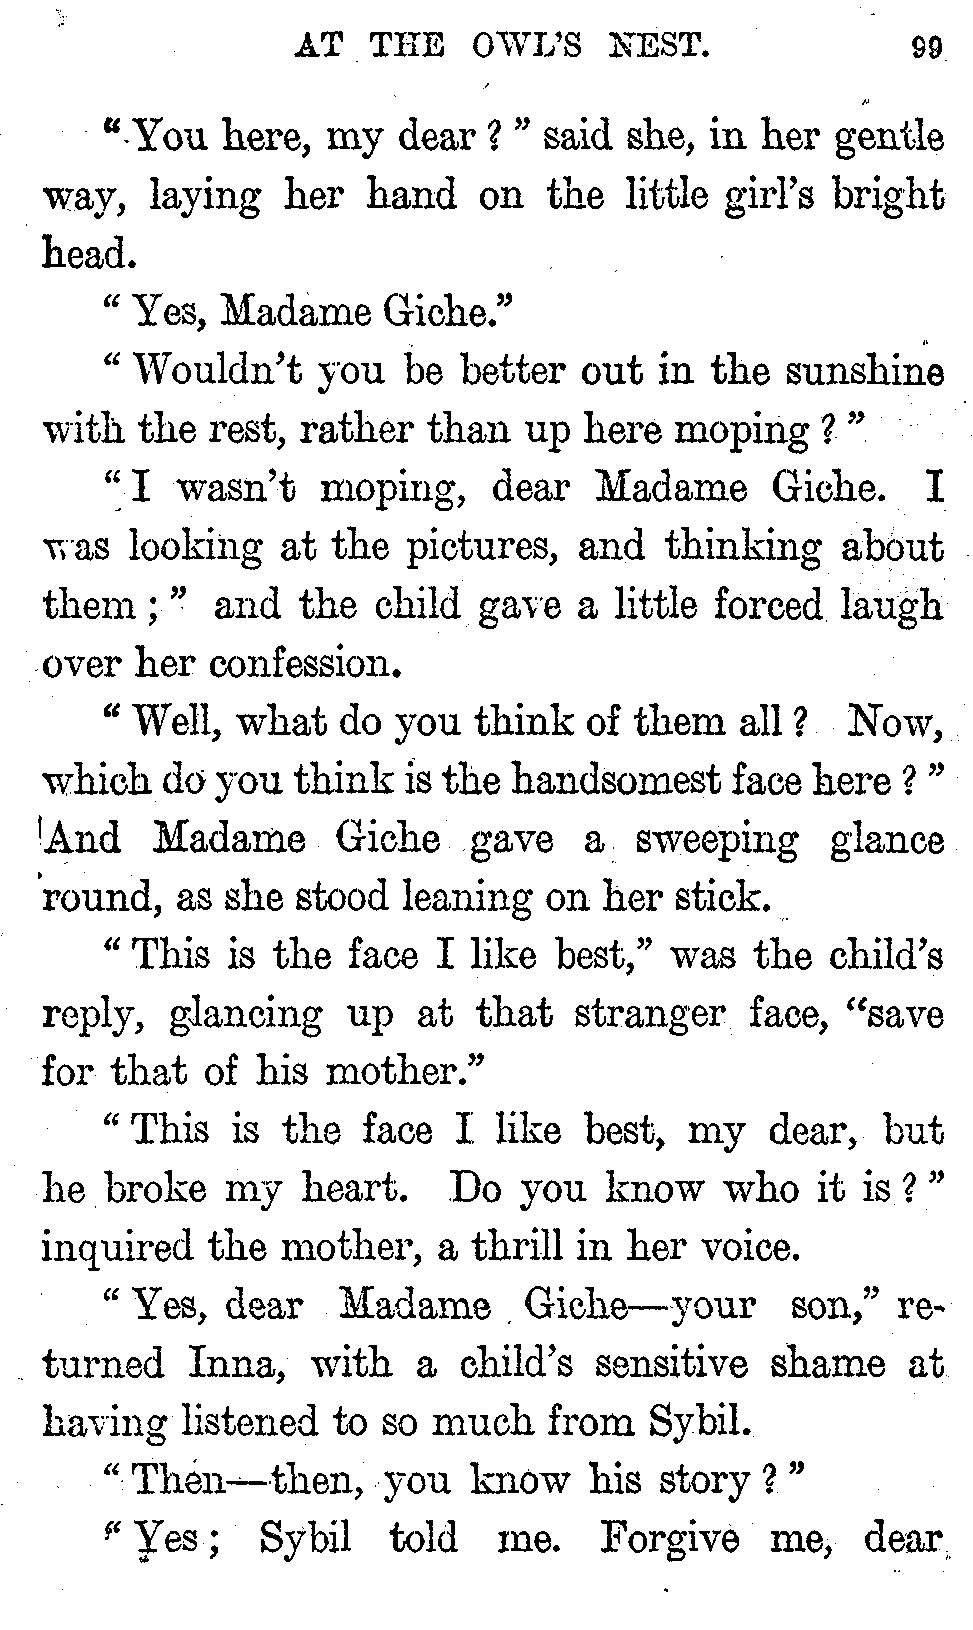 AT THE OWL'S NEST. 99
"You here, my dear?" said she, in her gentle
way, laying her hand on the little girl's bright
head.
"Yes, Madame Giche."
"Wouldn't you be better out in the sunshine
with the rest, rather than up here moping?"
"I wasn't moping, dear Madame Giche. I
was looking at the pictures, and thinking about
them;" and the child gave a little forced laugh
over her confession.
"Well, what do you think of them all? Now,
which do you think is the handsomest face here?"
And Madame Giche gave a sweeping glance
round, as she stood leaning on her stick.
"This is the face I like best," was the child's
reply, glancing up at that stranger face, "save
for that of his mother."
"This is the face I like best, my dear, but
he broke my heart. Do you know who it is?"
inquired the mother, a thrill in her voice.
"Yes, dear Madame Giche—your son," re-
turned Inna, with a child's sensitive shame at
having listened to so much from Sybil.
"Then—then, you know his story?"
"Yes; Sybil told me. Forgive me, dear